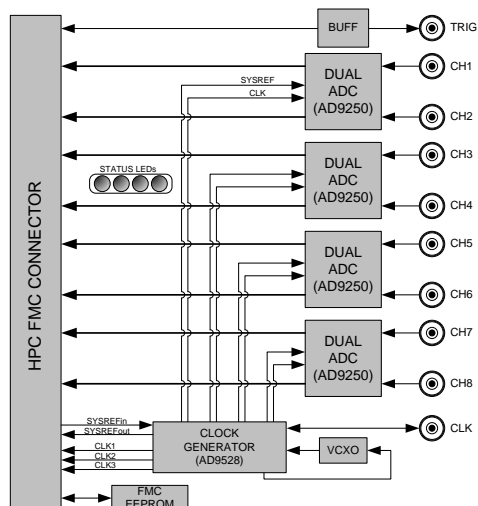 BUFF
TRIG
CH1
SYSREF
CLK
DUAL
ADC
(AD9250)
CH2
CH3
STATUS LEDs
DUAL
ADC
(AD9250)
CH4
HPC FMC CONNECTOR
CH5
DUAL
ADC
(AD9250)
CH6
CH7
DUAL
ADC
(AD9250)
CH8
SYSREFin
SYSREFout
CLK1
CLK2
CLK3
CLOCK
GENERATOR
(AD9528)
CLK
VCXO
FMC
EEPROM